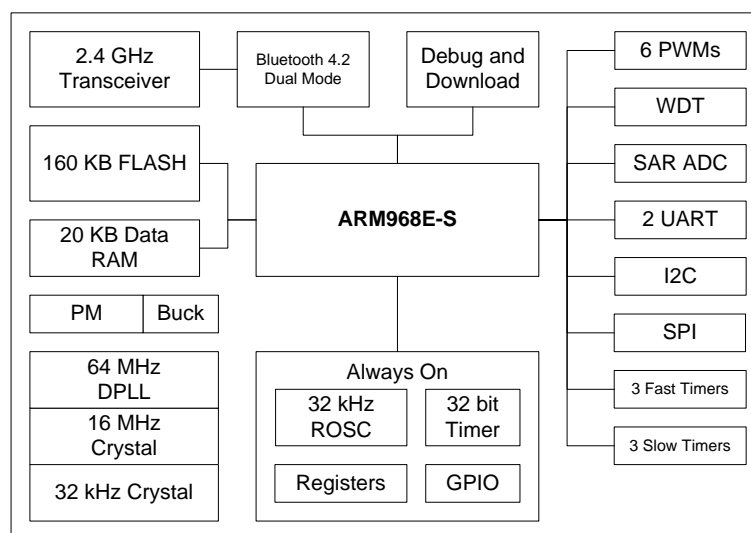 2.4 GHz
Transceiver
Bluetooth 4.2
Dual Mode
Debug and
Download
160 KB FLASH
20 KB Data
RAM
ARM968E-S
PM
Buck
64 MHz
DPLL
16 MHz
Crystal
32 kHz Crystal
Always On
32 kHz
ROSC
32 bit
Timer
Registers
GPIO
6 PWMs
WDT
SAR ADC
2 UART
I2C
SPI
3 Fast Timers
3 Slow Timers